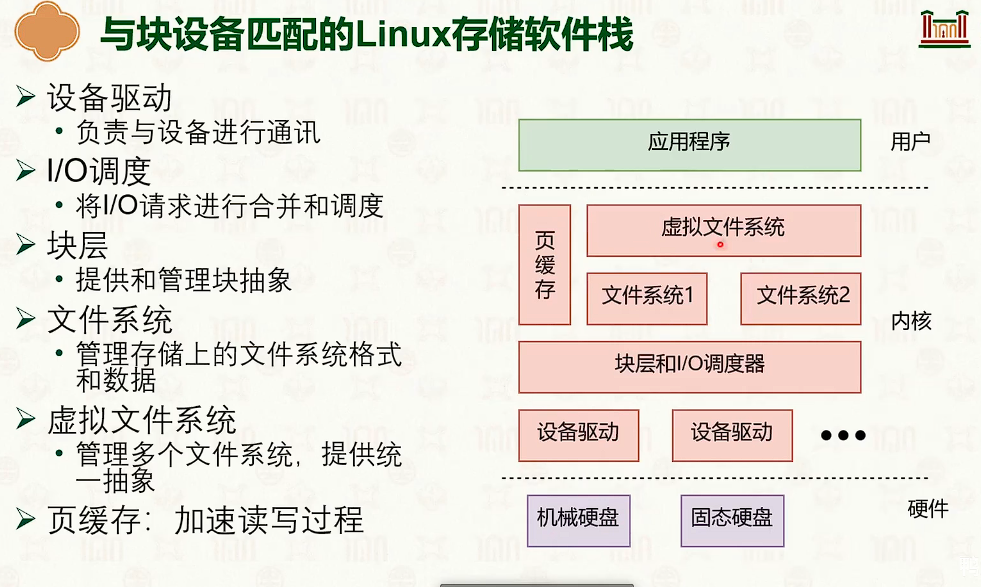 与块设备匹配的Linux存储软件栈
设备驱动
负责与设备进行通讯
I/O调度
将I/O请求进行合并和调度
块层
提供和管理块抽象
文件系统
管理存储上的文件系统格式
和数据
虚拟文件系统
管理多个文件系统，提供统
一抽象
页缓存：加速读写过程
应用程序
用户
页缓存
虚拟文件系统
文件系统1
文件系统2
内核
块层和I/O调度器
设备驱动
设备驱动
硬件
机械硬盘
固态硬盘